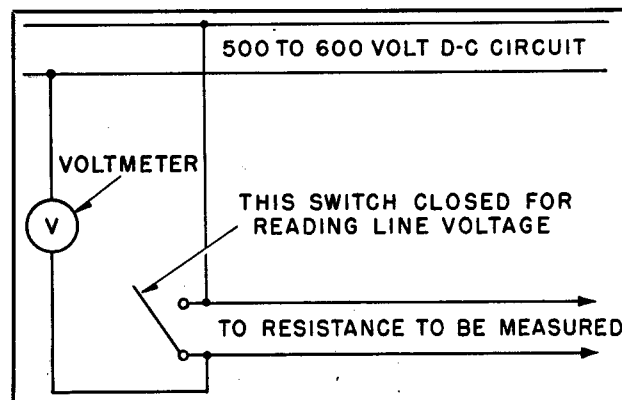 500 TO 600 VOLT D-C CIRCUIT
VOLTMETER
V
THIS SWITCH CLOSED FOR
READING LINE VOLTAGE
TO RESISTANCE TO BE MEASURED